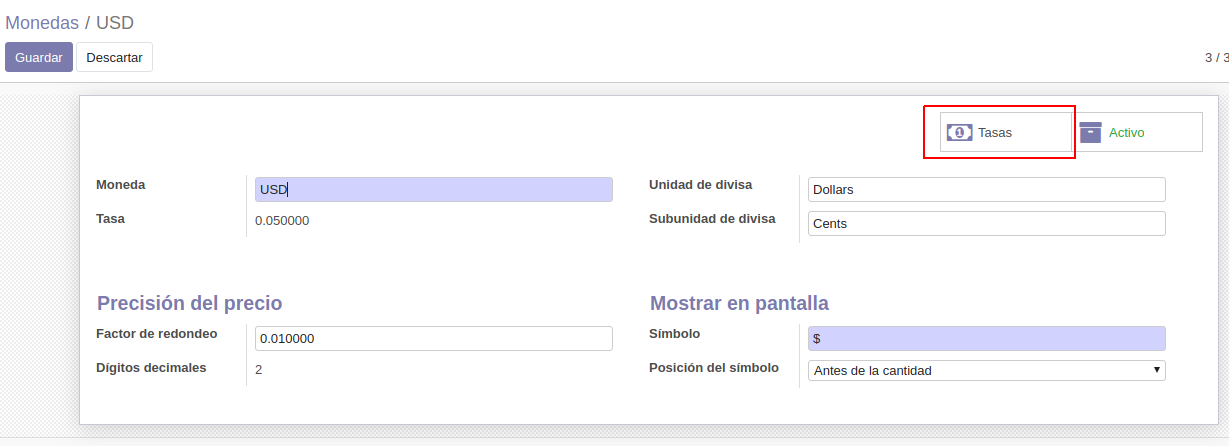 Monedas / USD
Guardar Descartar
3 / 3
Tasas Activo
Moneda USD Unidad de divisa Dollars
Tasa 0.050000 Subunidad de divisa Cents
Precisión del precio Mostrar en pantalla
Factor de redondeo 0.010000 Símbolo $
Dígitos decimales 2 Posición del símbolo Antes de la cantidad